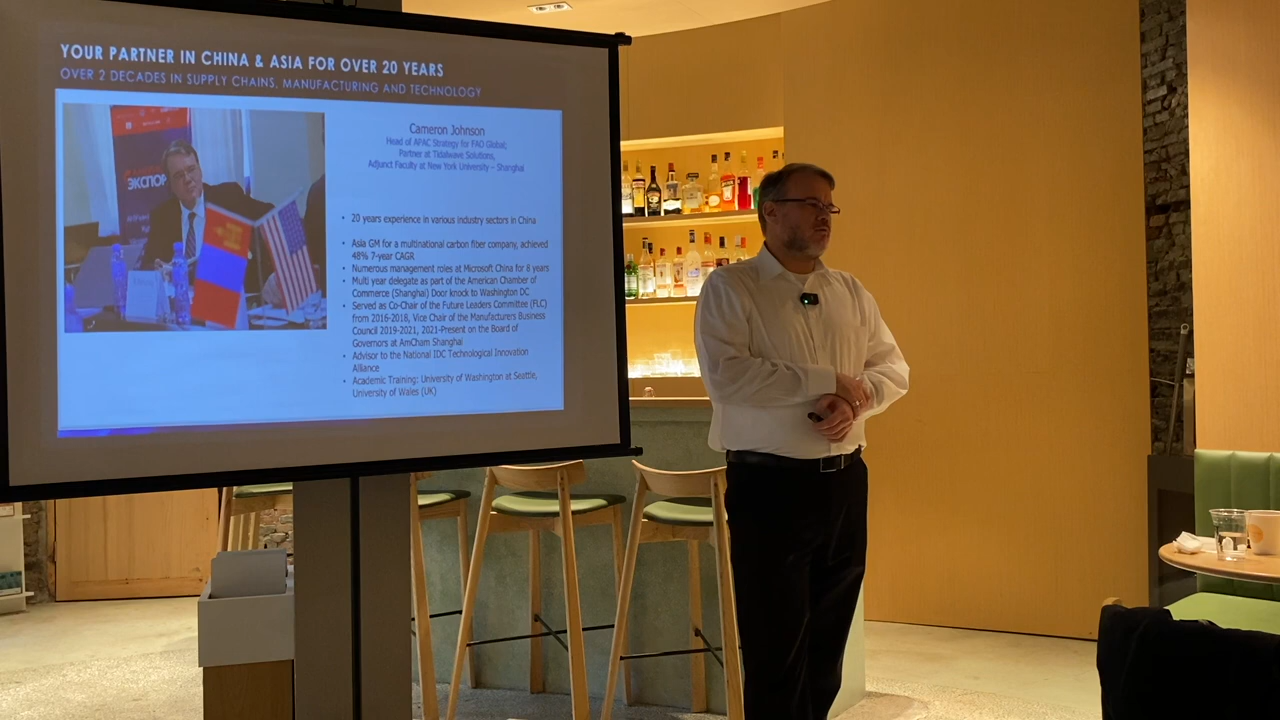 YOUR PARTNER IN CHINA & ASIA FOR OVER 20 YEARS
OVER 2 DECADES IN SUPPLY CHAINS, MANUFACTURING AND TECHNOLOGY
ЭКСПОР
Cameron Johnson
Head of APAC Strategy for FAO Global,
Partner at Tidalwave Solutions,
Adjunct Faculty at New York University – Shanghai
• 20 years experience in various industry sectors in China
• Asia GM for a multinational carbon fiber company, achieved
48% 7-year CAGR
• Numerous management roles at Microsoft China for 8 years
• Multi year delegate as part of the American Chamber of
Commerce (Shanghai) Door knock to Washington DC
• Served as Co-Chair of the Future Leaders Committee (FLC)
from 2016-2018, Vice Chair of the Manufacturers Business
Council 2019-2021, 2021-Present on the Board of
Governors at AmCham Shanghai
• Advisor to the National IDC Technological Innovation
Alliance
• Academic Training: University of Washington at Seattle,
University of Wales (UK)